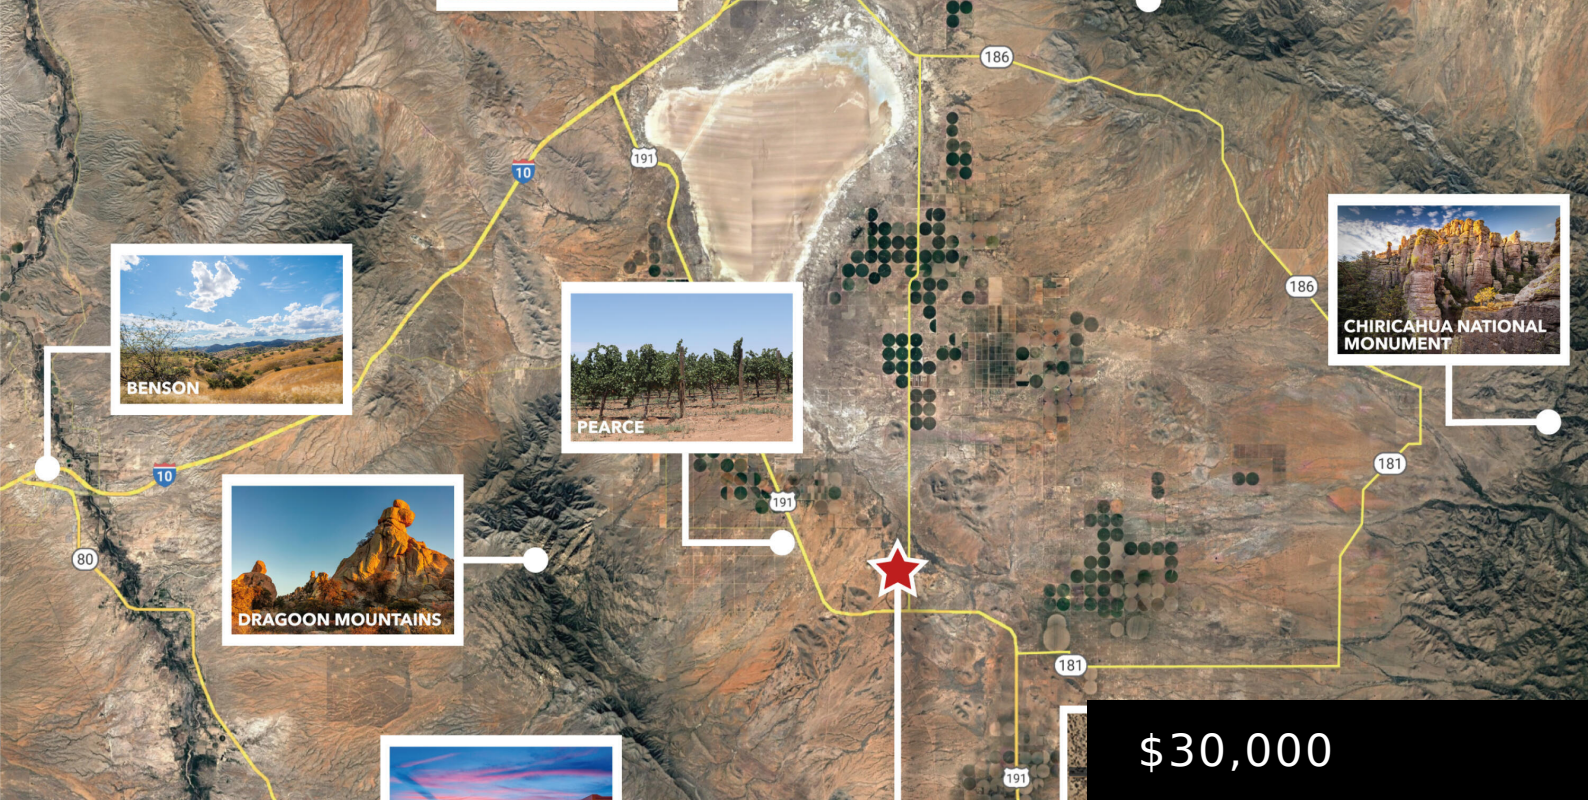 186
191
10
186
CHIRICAHUA NATIONAL
MONUMENT
BENSON
PEARCE
10
181
191
80
DRAGOON MOUNTAINS
181
191
$30,000